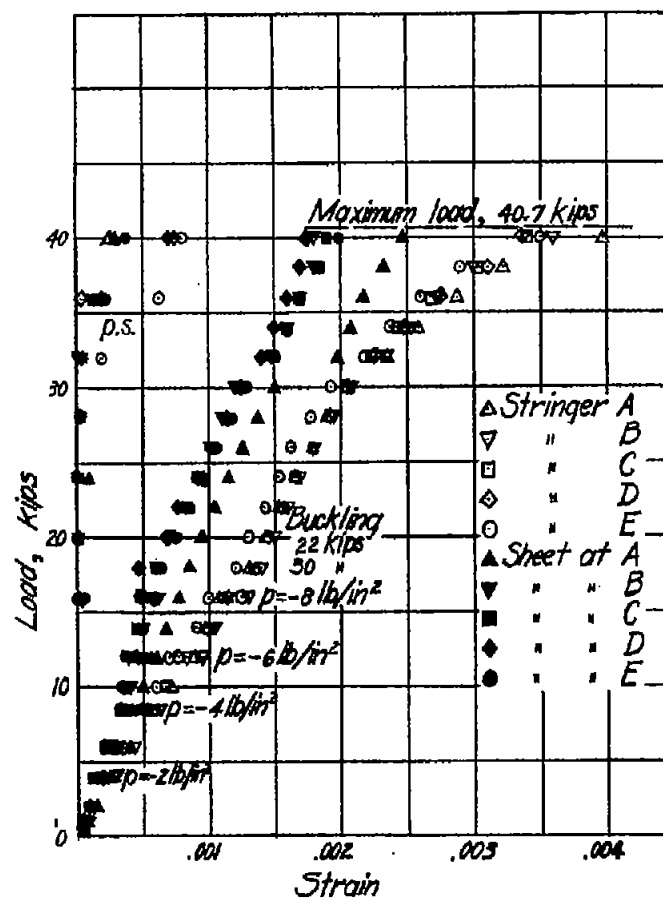 Maximum load, 40.7 kips
40
p.s.
30
Load, kips
20
10
0
Buckling
22 kips
30 "
p=-8 lb/in²
p=-6 lb/in²
p=-4 lb/in²
p=-2 lb/in²
Stringer A
" B
" C
" D
" E
Sheet at A
" " B
" " C
" " D
" " E
.001 .002 .003 .004
Strain